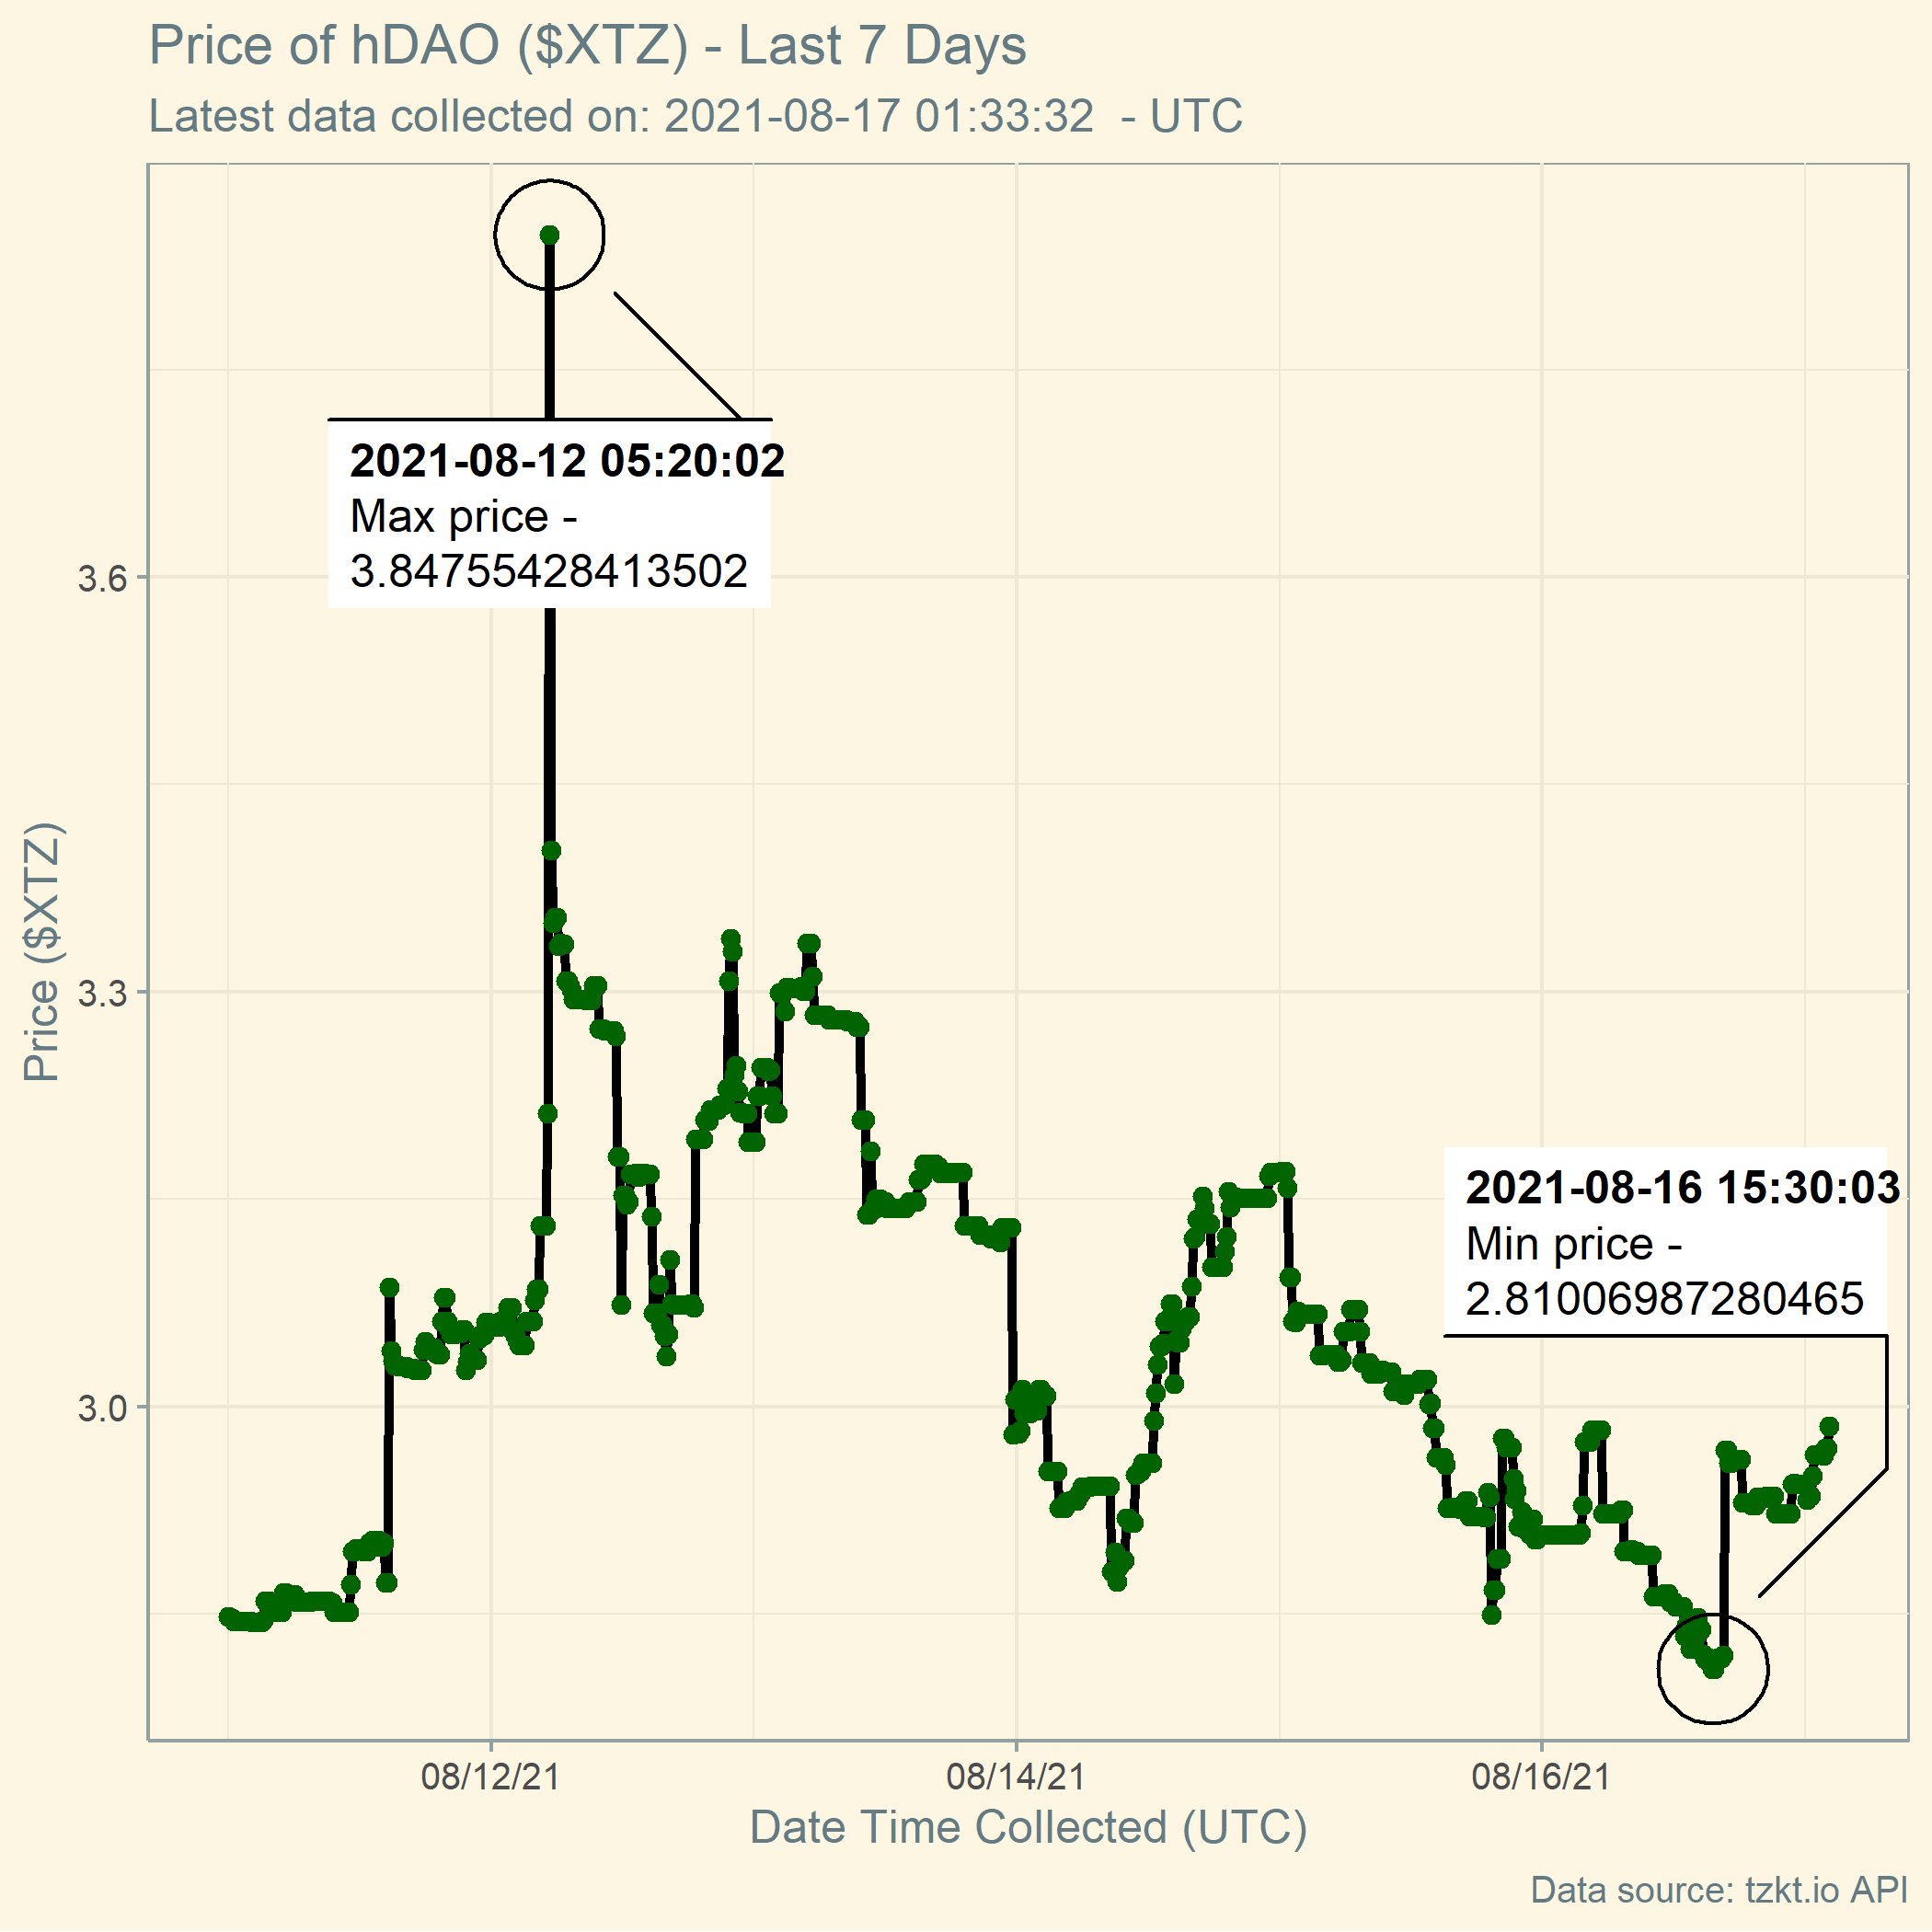 Price of hDAO ($XTZ) - Last 7 Days
Latest data collected on: 2021-08-17 01:33:32  - UTC
2021-08-12 05:20:02
Max price -
3.84755428413502
3.6
3.3
3.0
Price ($XTZ)
2021-08-16 15:30:03
Min price -
2.81006987280465
08/12/21
08/14/21
08/16/21
Date Time Collected (UTC)
Data source: tzkt.io API